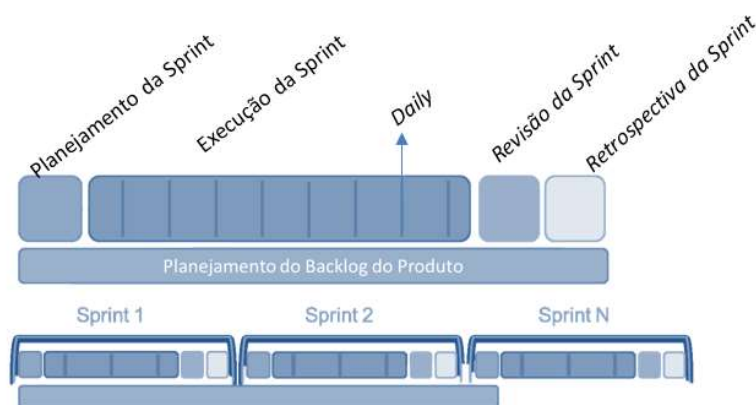 Planejamento da Sprint
Execução da Sprint
Daily
Revisão da Sprint
Retrospectiva da Sprint
Planejamento do Backlog do Produto
Sprint 1
Sprint 2
Sprint N